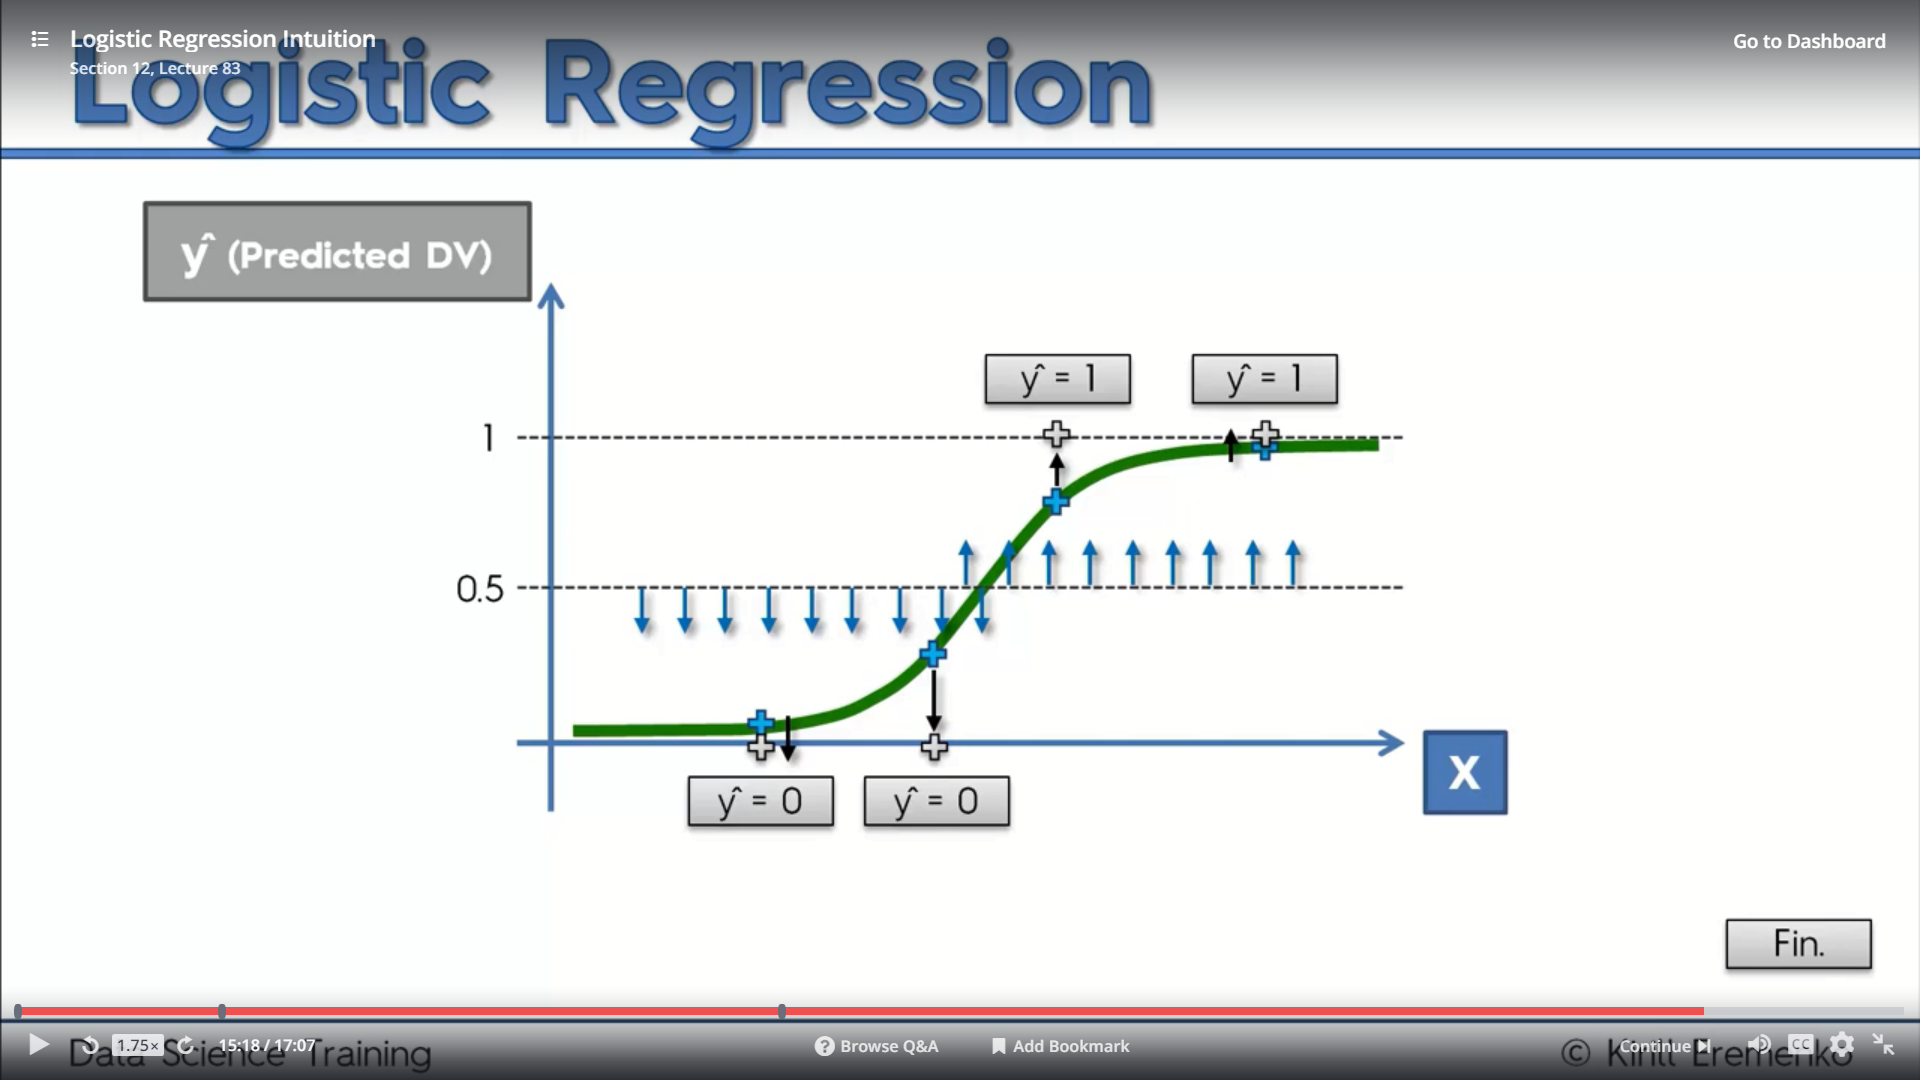 Logistic Regression Intuition
Go to Dashboard
Section 12, Lecture 83
Logistic Regression
ŷ (Predicted DV)
ŷ = 1
ŷ = 1
1
0.5
ŷ = 0
ŷ = 0
X
Fin.
1.75×
15:18 / 17:07
? Browse Q&A
Add Bookmark
Continue
CC
Data Science Training
© Kirill Eremenko